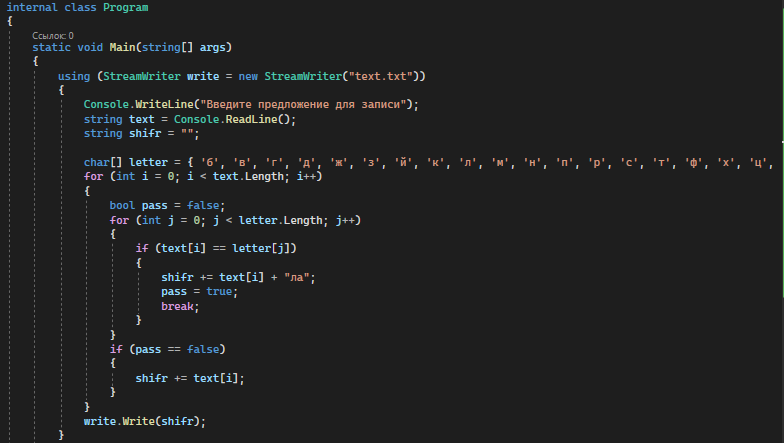 internal class Program
{
Ссылок: 0
static void Main(string[] args)
{
using (StreamWriter write = new StreamWriter("text.txt"))
{
Console.WriteLine("Введите предложение для записи");
string text = Console.ReadLine();
string shifr = "";
char[] letter = { 'б', 'в', 'г', 'д', 'ж', 'з', 'й', 'к', 'л', 'м', 'н', 'п', 'р', 'с', 'т', 'ф', 'х', 'ц',
for (int i = 0; i < text.Length; i++)
{
bool pass = false;
for (int j = 0; j < letter.Length; j++)
{
if (text[i] == letter[j])
{
shifr += text[i] + "ла";
pass = true;
break;
}
}
if (pass == false)
{
shifr += text[i];
}
}
write.Write(shifr);
}